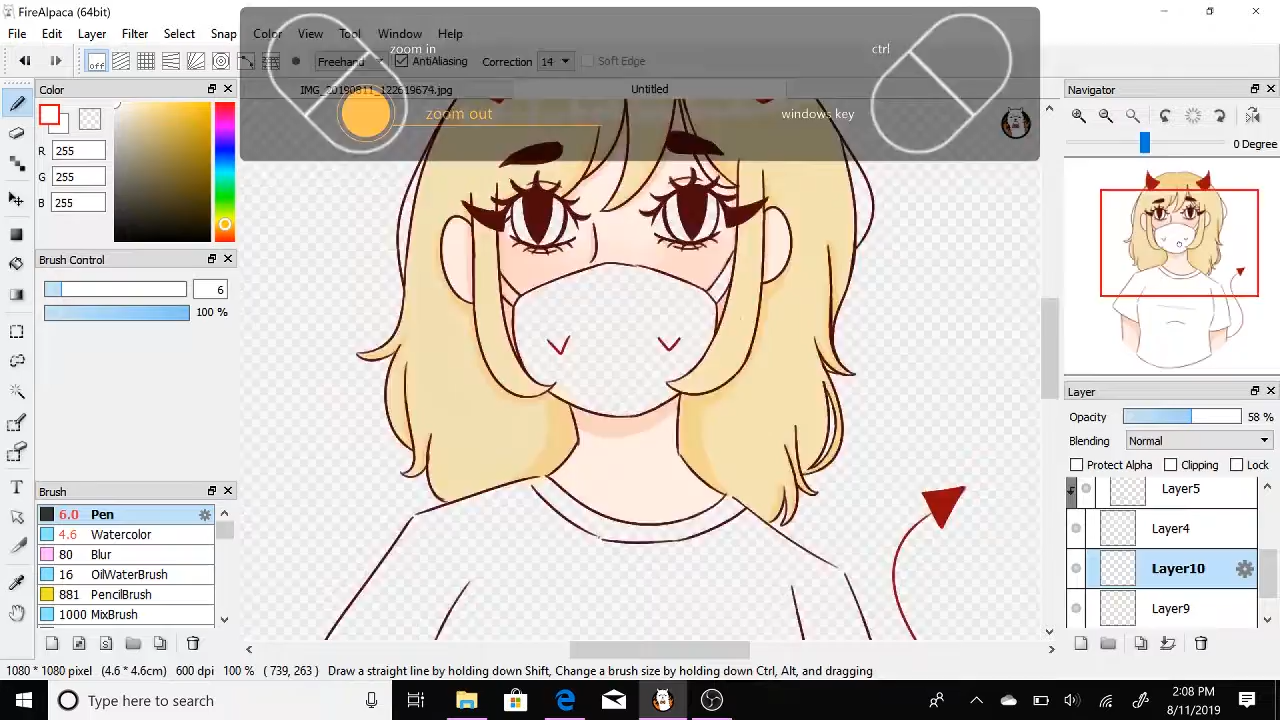 FireAlpaca (64bit)
File Edit Layer Filter Select Snap Color View Tool Window Help
zoom in
ctrl
off
Freehand
AntiAliasing
Correction 14
Soft Edge
IMG_20190811_122619674.jpg
Untitled
zoom out
windows key
Color
R 255
G 255
B 255
Navigator
0 Degree
Brush Control
6
100 %
Layer
Opacity 58 %
Blending Normal
Protect Alpha Clipping Lock
Layer5
Layer4
Layer10
Layer9
Brush
6.0 Pen
4.6 Watercolor
80 Blur
16 OilWaterBrush
881 PencilBrush
1000 MixBrush
1080 * 1080 pixel (4.6 * 4.6cm) 600 dpi 100 % ( 739, 263 ) Draw a straight line by holding down Shift, Change a brush size by holding down Ctrl, Alt, and dragging
Type here to search
2:08 PM
8/11/2019